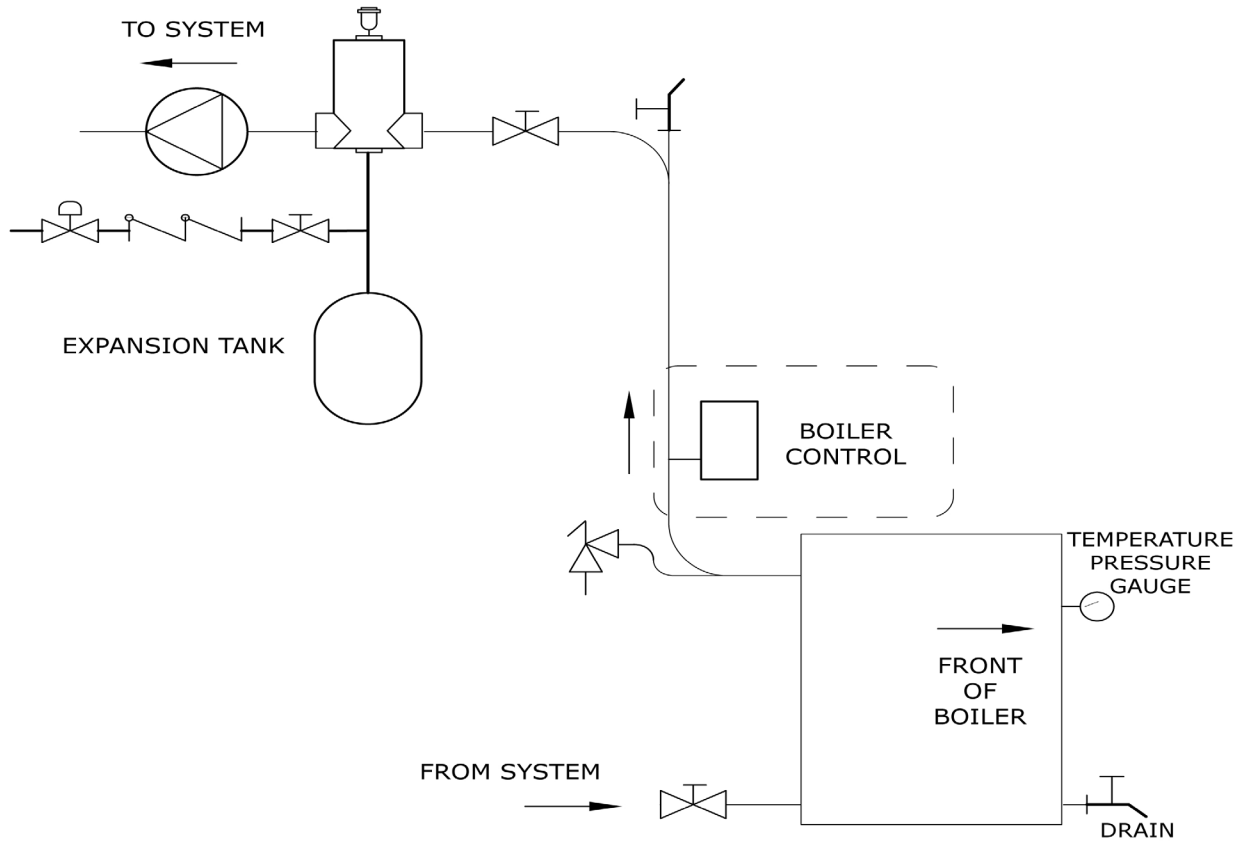 TO SYSTEM
EXPANSION TANK
BOILER
CONTROL
TEMPERATURE
PRESSURE
GAUGE
FRONT
OF
BOILER
FROM SYSTEM
DRAIN